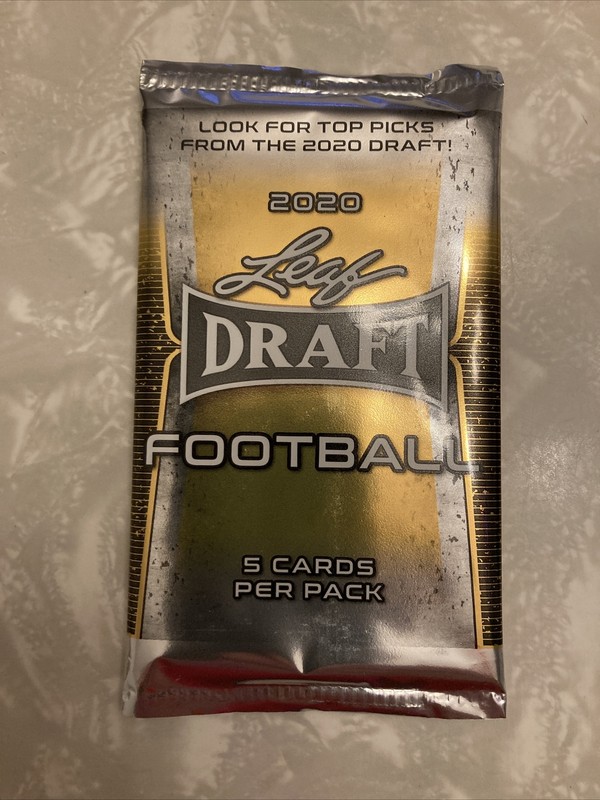 LOOK FOR TOP PICKS
FROM THE 2020 DRAFT!
2020
Leaf
DRAFT
FOOTBALL
5 CARDS
PER PACK